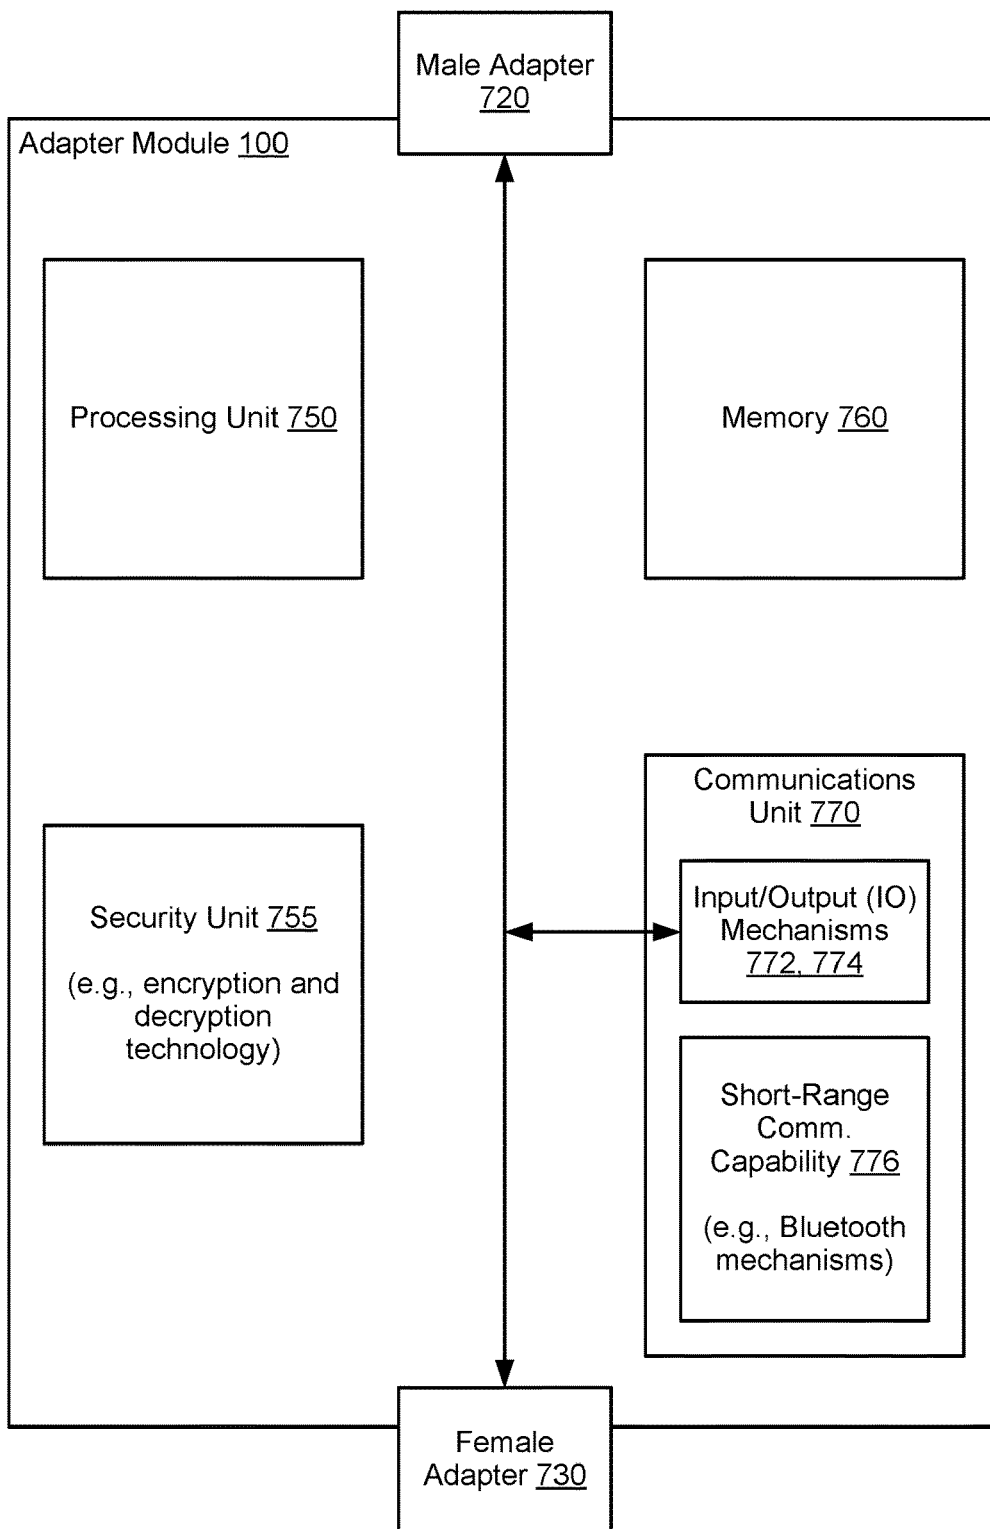 Male Adapter
720
Adapter Module 100
Processing Unit 750
Memory 760
Communications
Unit 770
Input/Output (IO)
Mechanisms
772, 774
Security Unit 755
(e.g., encryption and
decryption
technology)
Short-Range
Comm.
Capability 776
(e.g., Bluetooth
mechanisms)
Female
Adapter 730